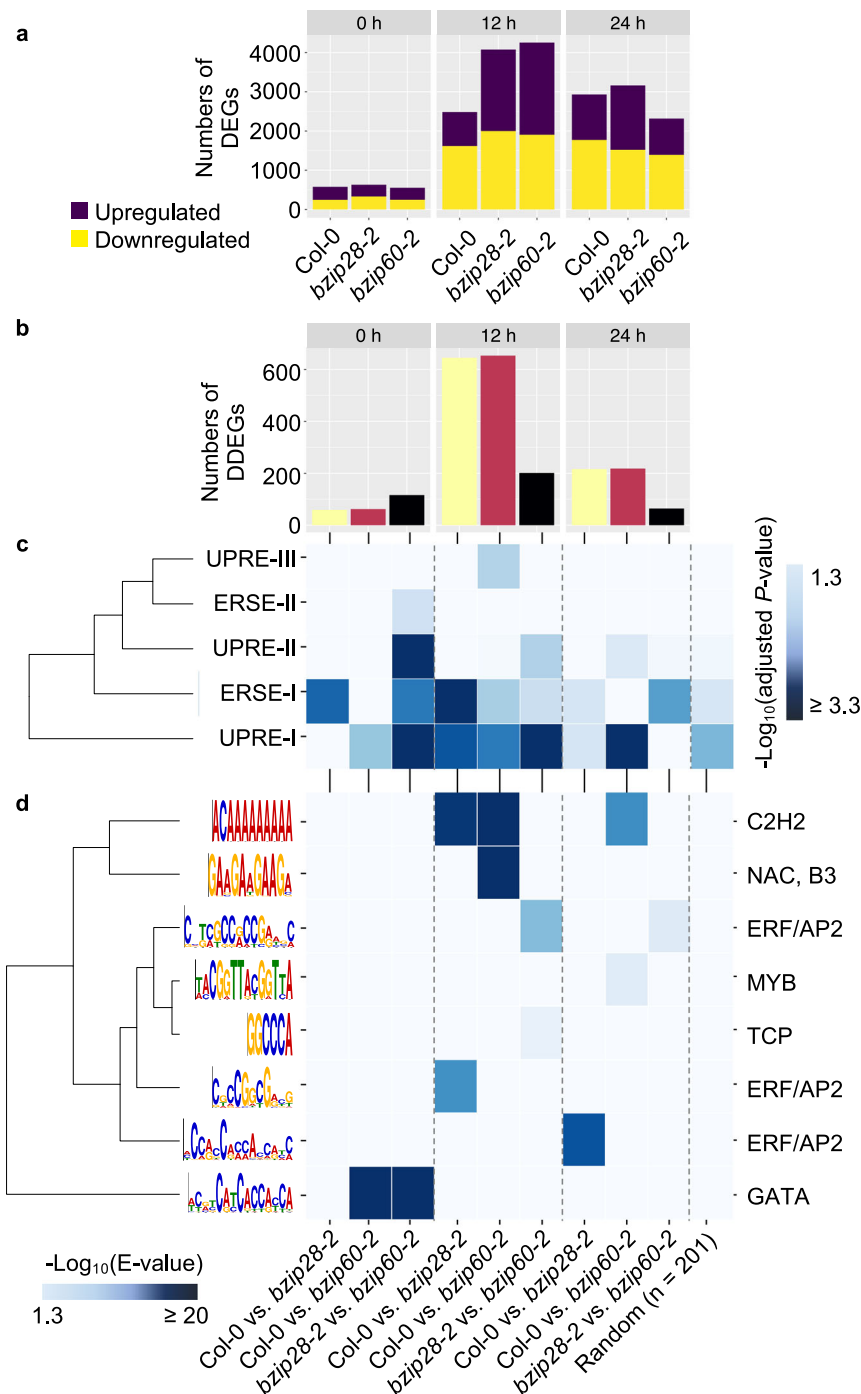 a
0 h
12 h
24 h
Numbers of
DEGs
4000
3000
2000
1000
0
Upregulated
Downregulated
Col-0
bzip28-2
bzip60-2
Col-0
bzip28-2
bzip60-2
Col-0
bzip28-2
bzip60-2
b
0 h
12 h
24 h
Numbers of
DDEGs
600
400
200
0
c
UPRE-III
ERSE-II
UPRE-II
ERSE-I
UPRE-I
-Log10(adjusted P-value)
1.3
≥ 3.3
d
ACAAAAAAAAA
C2H2
NAC, B3
ERF/AP2
MYB
GGCCCA
TCP
ERF/AP2
ERF/AP2
GATA
-Log10(E-value)
1.3
≥ 20
Col-0 vs. bzip28-2
Col-0 vs. bzip60-2
bzip28-2 vs. bzip60-2
Col-0 vs. bzip28-2
Col-0 vs. bzip60-2
bzip28-2 vs. bzip60-2
Col-0 vs. bzip28-2
Col-0 vs. bzip60-2
bzip28-2 vs. bzip60-2
Random (n = 201)